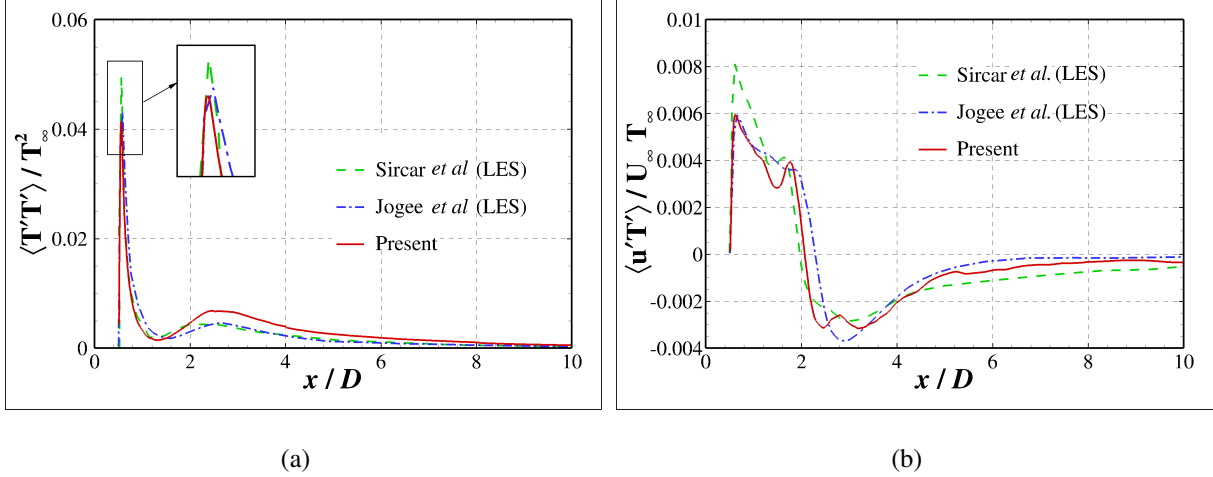 0.06
0.04
0.02
0
0 2 4 6 8 10
⟨T′T′⟩ / T²∞
x / D
Sircar et al (LES)
Jogee et al (LES)
Present
(a)
0.01
0.008
0.006
0.004
0.002
0
-0.002
-0.004
0 2 4 6 8 10
⟨u′T′⟩ / U∞T∞
x / D
Sircar et al. (LES)
Jogee et al. (LES)
Present
(b)